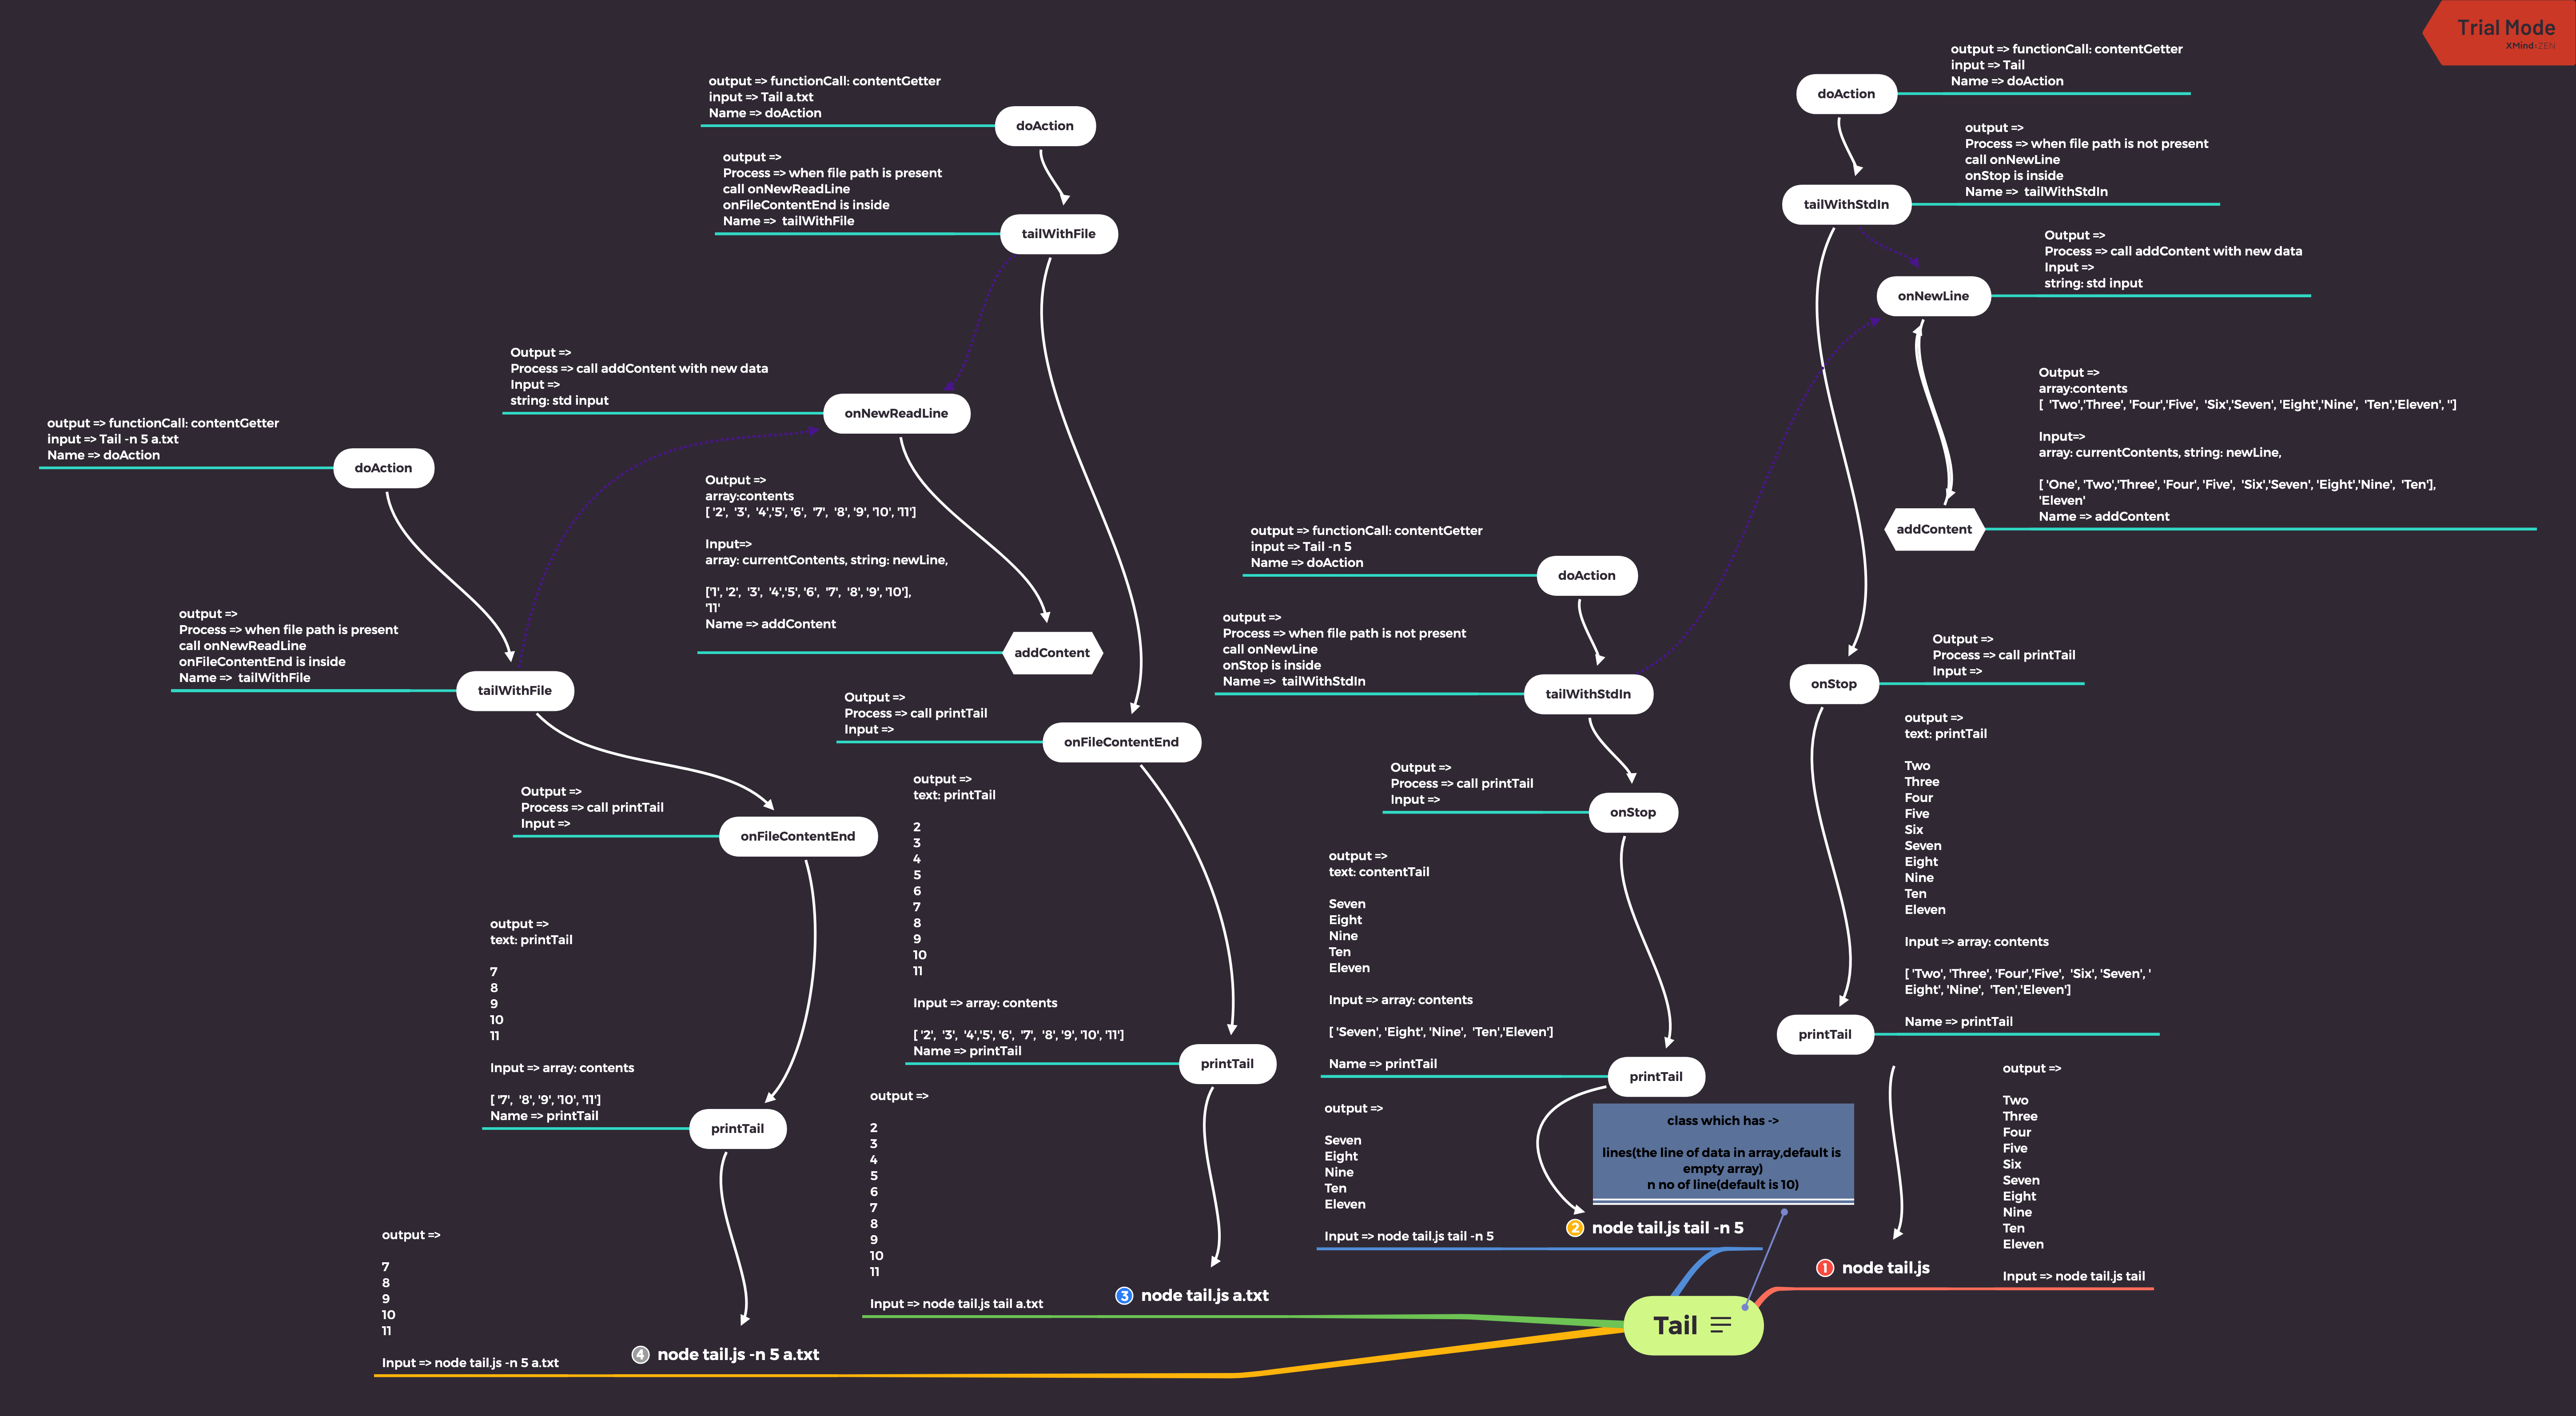 Trial Mode
XMind:ZEN
output => functionCall: contentGetter
input => Tail -n 5 a.txt
Name => doAction
doAction
output =>
Process => when file path is present
call onNewReadLine
onFileContentEnd is inside
Name =>  tailWithFile
tailWithFile
Output =>
Process => call printTail
Input =>
onFileContentEnd
output =>
text: printTail
7
8
9
10
11
Input => array: contents
[ '7',  '8', '9', '10', '11']
Name => printTail
printTail
output =>
7
8
9
10
11
Input => node tail.js -n 5 a.txt
4 node tail.js -n 5 a.txt
output => functionCall: contentGetter
input => Tail a.txt
Name => doAction
doAction
output =>
Process => when file path is present
call onNewReadLine
onFileContentEnd is inside
Name =>  tailWithFile
tailWithFile
Output =>
Process => call addContent with new data
Input =>
string: std input
onNewReadLine
Output =>
array:contents
[ '2',  '3',  '4','5', '6',  '7',  '8', '9', '10', '11']
Input=>
array: currentContents, string: newLine,
['1', '2',  '3',  '4','5', '6',  '7',  '8', '9', '10'],
'11'
Name => addContent
addContent
Output =>
Process => call printTail
Input =>
onFileContentEnd
output =>
text: printTail
2
3
4
5
6
7
8
9
10
11
Input => array: contents
[ '2',  '3',  '4','5', '6',  '7',  '8', '9', '10', '11']
Name => printTail
printTail
output =>
2
3
4
5
6
7
8
9
10
11
Input => node tail.js tail a.txt
3 node tail.js a.txt
output => functionCall: contentGetter
input => Tail -n 5
Name => doAction
doAction
output =>
Process => when file path is not present
call onNewLine
onStop is inside
Name =>  tailWithStdIn
tailWithStdIn
Output =>
Process => call printTail
Input =>
onStop
output =>
text: contentTail
Seven
Eight
Nine
Ten
Eleven
Input => array: contents
[ 'Seven', 'Eight', 'Nine',  'Ten','Eleven']
Name => printTail
printTail
output =>
Seven
Eight
Nine
Ten
Eleven
Input => node tail.js tail -n 5
2 node tail.js tail -n 5
class which has ->
lines(the line of data in array,default is
empty array)
n no of line(default is 10)
output => functionCall: contentGetter
input => Tail
Name => doAction
doAction
output =>
Process => when file path is not present
call onNewLine
onStop is inside
Name =>  tailWithStdIn
tailWithStdIn
Output =>
Process => call addContent with new data
Input =>
string: std input
onNewLine
Output =>
array:contents
[  'Two','Three', 'Four','Five',  'Six','Seven', 'Eight','Nine',  'Ten','Eleven', '']
Input=>
array: currentContents, string: newLine,
[ 'One', 'Two','Three', 'Four', 'Five',  'Six','Seven', 'Eight','Nine',  'Ten'],
'Eleven'
Name => addContent
addContent
Output =>
Process => call printTail
Input =>
onStop
output =>
text: printTail
Two
Three
Four
Five
Six
Seven
Eight
Nine
Ten
Eleven
Input => array: contents
[ 'Two', 'Three', 'Four','Five',  'Six', 'Seven', '
Eight', 'Nine',  'Ten','Eleven']
Name => printTail
printTail
output =>
Two
Three
Four
Five
Six
Seven
Eight
Nine
Ten
Eleven
Input => node tail.js tail
1 node tail.js
Tail